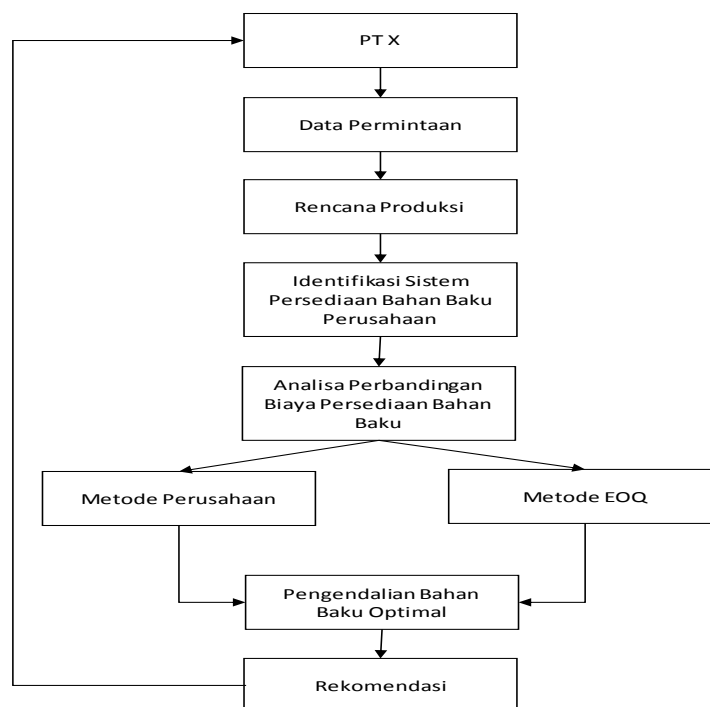 PT X
Data Permintaan
Rencana Produksi
Identifikasi Sistem
Persediaan Bahan Baku
Perusahaan
Analisa Perbandingan
Biaya Persediaan Bahan
Baku
Metode Perusahaan
Metode EOQ
Pengendalian Bahan
Baku Optimal
Rekomendasi